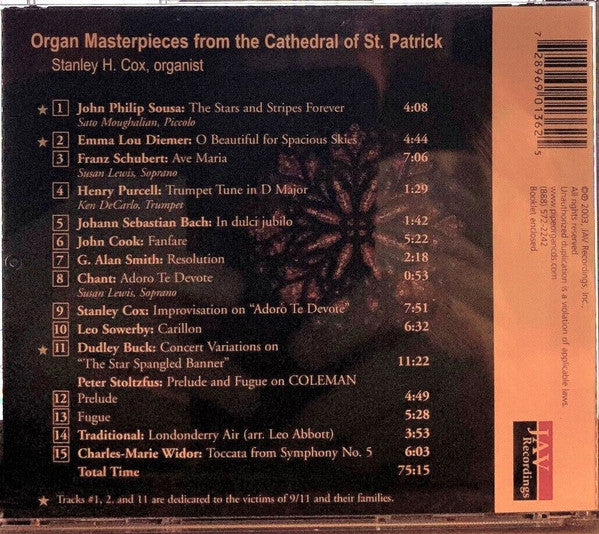 Organ Masterpieces from the Cathedral of St. Patrick
Stanley H. Cox, organist
★ 1 John Philip Sousa: The Stars and Stripes Forever 4:08
Sato Moughalian, Piccolo
★ 2 Emma Lou Diemer: O Beautiful for Spacious Skies 4:44
3 Franz Schubert: Ave Maria 7:06
Susan Lewis, Soprano
4 Henry Purcell: Trumpet Tune in D Major 1:29
Ken DeCarlo, Trumpet
5 Johann Sebastian Bach: In dulci jubilo 1:42
6 John Cook: Fanfare 5:22
7 G. Alan Smith: Resolution 2:18
8 Chant: Adoro Te Devote 0:53
Susan Lewis, Soprano
9 Stanley Cox: Improvisation on "Adoro Te Devote" 7:51
10 Leo Sowerby: Carillon 6:32
★ 11 Dudley Buck: Concert Variations on
"The Star Spangled Banner" 11:22
Peter Stoltzfus: Prelude and Fugue on COLEMAN
12 Prelude 4:49
13 Fugue 5:28
14 Traditional: Londonderry Air (arr. Leo Abbott) 3:53
15 Charles-Marie Widor: Toccata from Symphony No. 5 6:03
Total Time 75:15
★ Tracks #1, 2, and 11 are dedicated to the victims of 9/11 and their families.
7 28969 01362 5
©℗ 2003, JAV Recordings, Inc.
All rights reserved.
Unauthorized duplication is a violation of applicable laws.
www.pipeorgancds.com
(888) 572-2242
Booklet enclosed.
JAV
Recordings